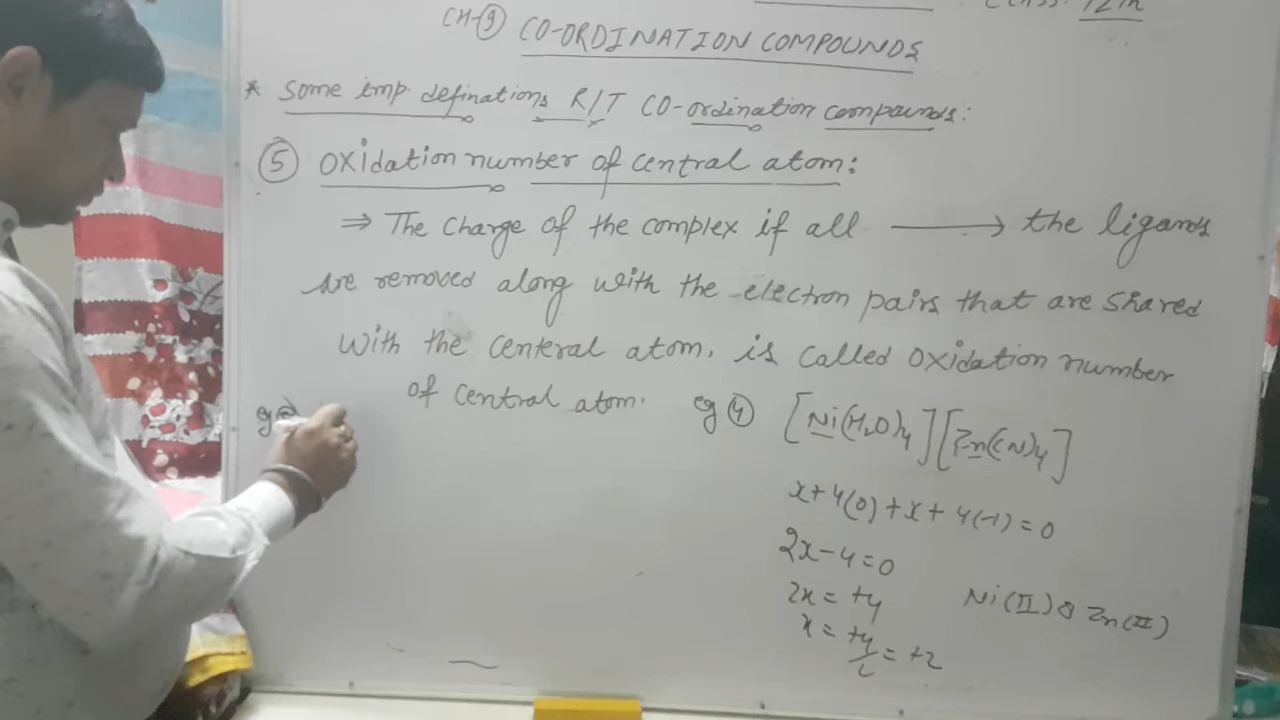 CLASS: 12th
CH-9 CO-ORDINATION COMPOUNDS
* Some imp. definations R/T CO-ordination compounds:
5 Oxidation number of central atom:
⇒ The Charge of the complex if all ⟶ the ligands
are removed along with the electron pairs that are shared
with the centeral atom, is called oxidation number
of central atom.
eg 4 [Ni(H₂O)₄][Zn(CN)₄]
x+4(0)+x+4(-1)=0
2x-4=0
2x=+4
x=+4/2=+2
Ni(II) & Zn(II)
eg